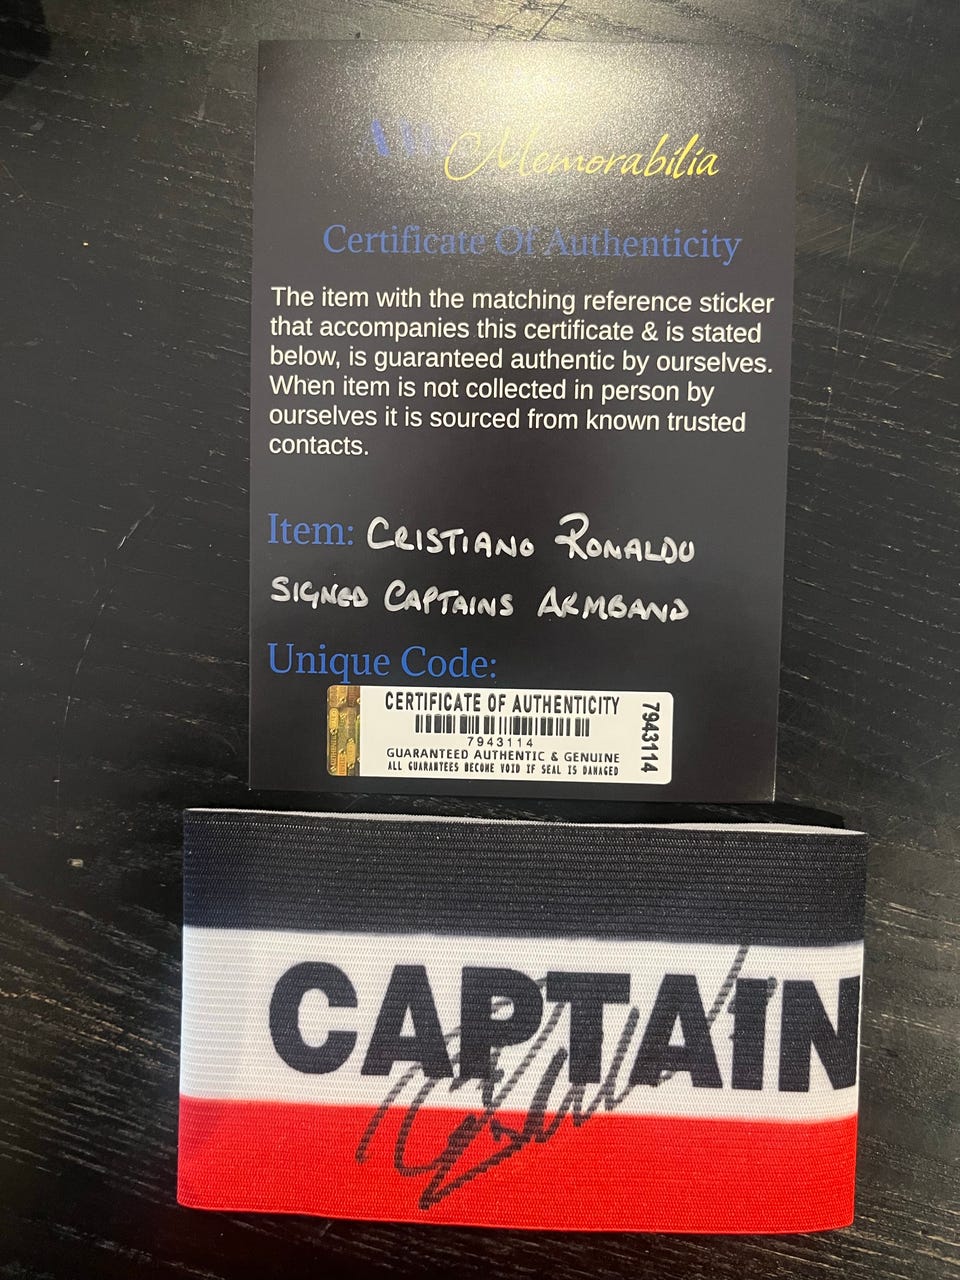 Memorabilia
Certificate Of Authenticity
The item with the matching reference sticker
that accompanies this certificate & is stated
below, is guaranteed authentic by ourselves.
When item is not collected in person by
ourselves it is sourced from known trusted
contacts.
Item: CRISTIANO RONALDO
SIGNED CAPTAINS ARMBAND
Unique Code:
CERTIFICATE OF AUTHENTICITY
7943114
GUARANTEED AUTHENTIC & GENUINE
ALL GUARANTEES BECOME VOID IF SEAL IS DAMAGED
7943114
CAPTAIN